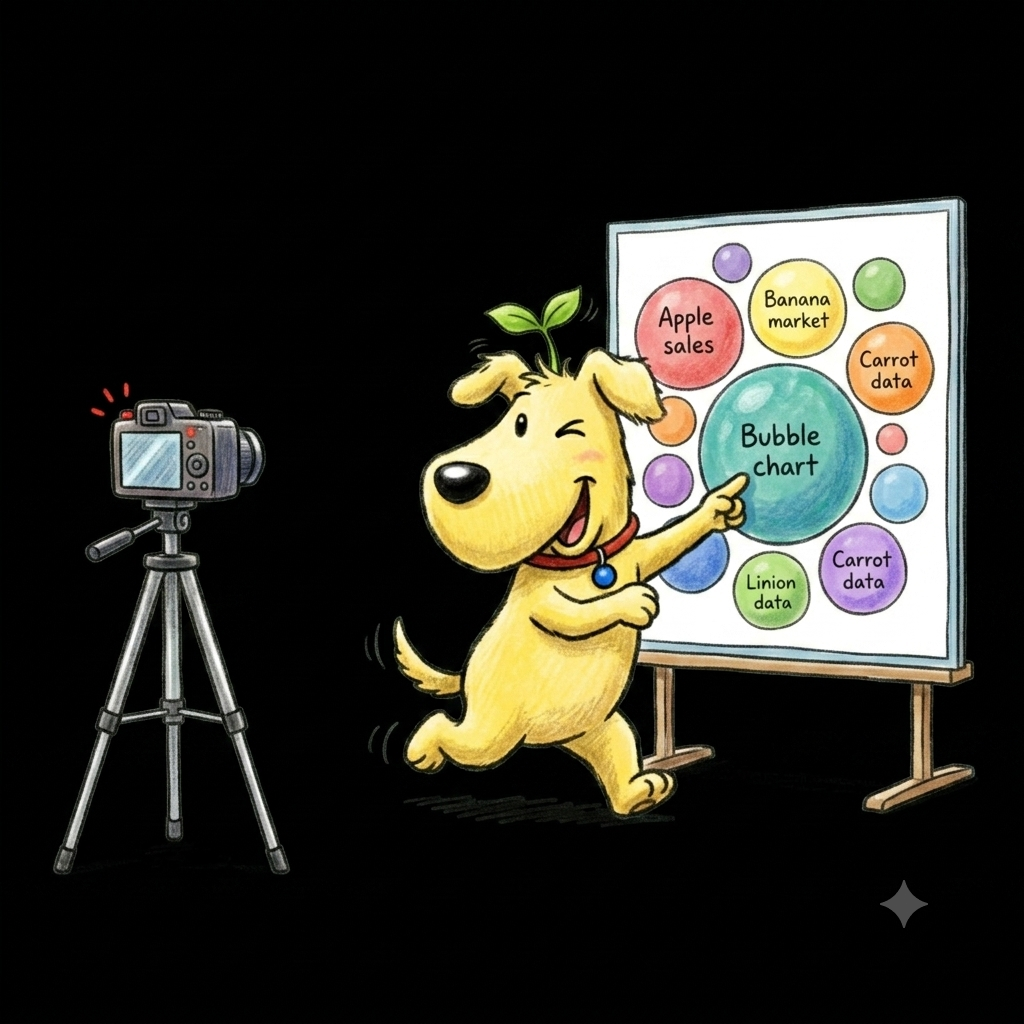 Apple
sales
Banana
market
Carrot
data
Bubble
chart
Linion
data
Carrot
data